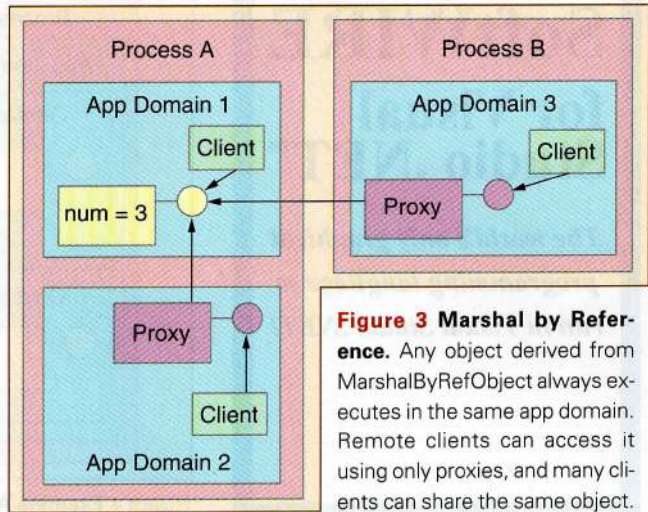 Process A
App Domain 1
Client
num = 3
Proxy
Client
App Domain 2
Process B
App Domain 3
Client
Proxy
Figure 3 Marshal by Refer-
ence. Any object derived from
MarshalByRefObject always ex-
ecutes in the same app domain.
Remote clients can access it
using only proxies, and many cli-
ents can share the same object.